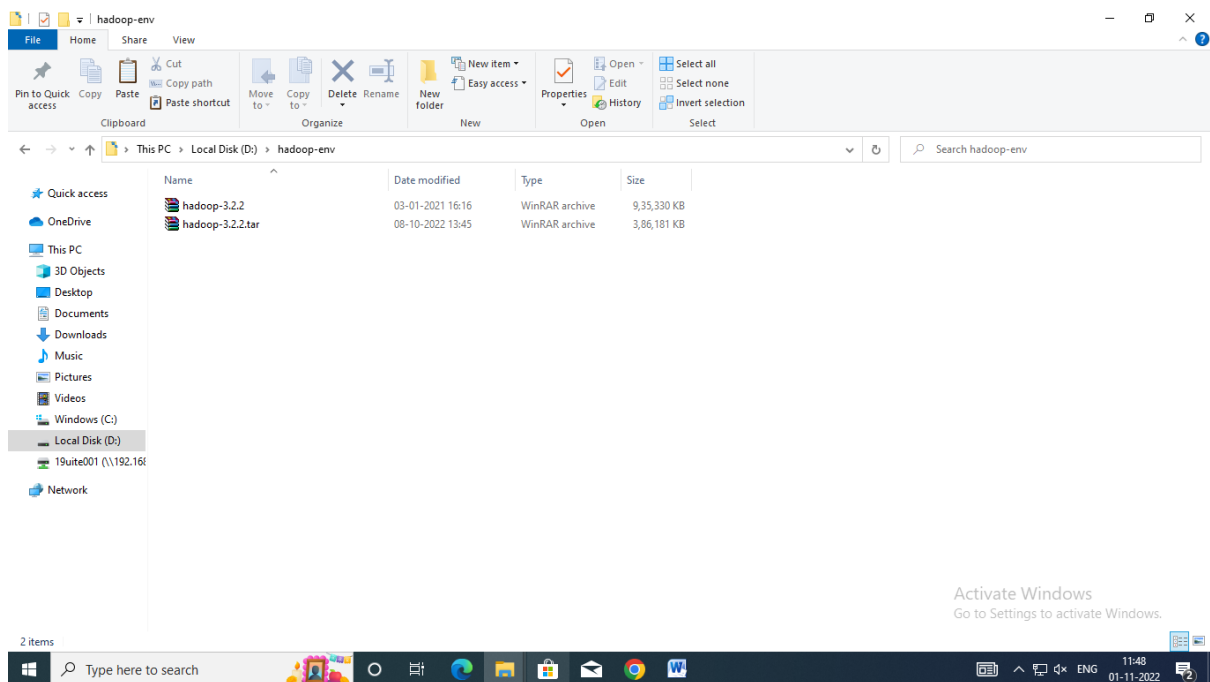 hadoop-env
File Home Share View
Pin to Quick access
Copy
Paste
Cut
Copy path
Paste shortcut
Clipboard
Move to
Copy to
Delete
Rename
Organize
New folder
New item
Easy access
New
Properties
Open
Edit
History
Open
Select all
Select none
Invert selection
Select
This PC > Local Disk (D:) > hadoop-env
Search hadoop-env
Name Date modified Type Size
hadoop-3.2.2 03-01-2021 16:16 WinRAR archive 9,35,330 KB
hadoop-3.2.2.tar 08-10-2022 13:45 WinRAR archive 3,86,181 KB
Quick access
OneDrive
This PC
3D Objects
Desktop
Documents
Downloads
Music
Pictures
Videos
Windows (C:)
Local Disk (D:)
19uite001 (\\192.168
Network
Activate Windows
Go to Settings to activate Windows.
2 items
Type here to search
ENG
11:48
01-11-2022
2